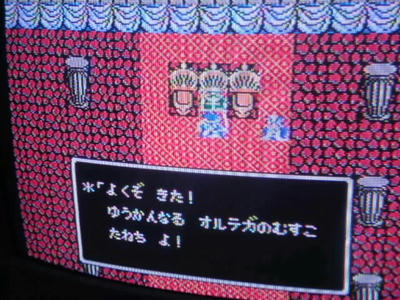 ＊「よくぞ きた！
ゆうかんなる オルテガのむすこ
たねち よ！